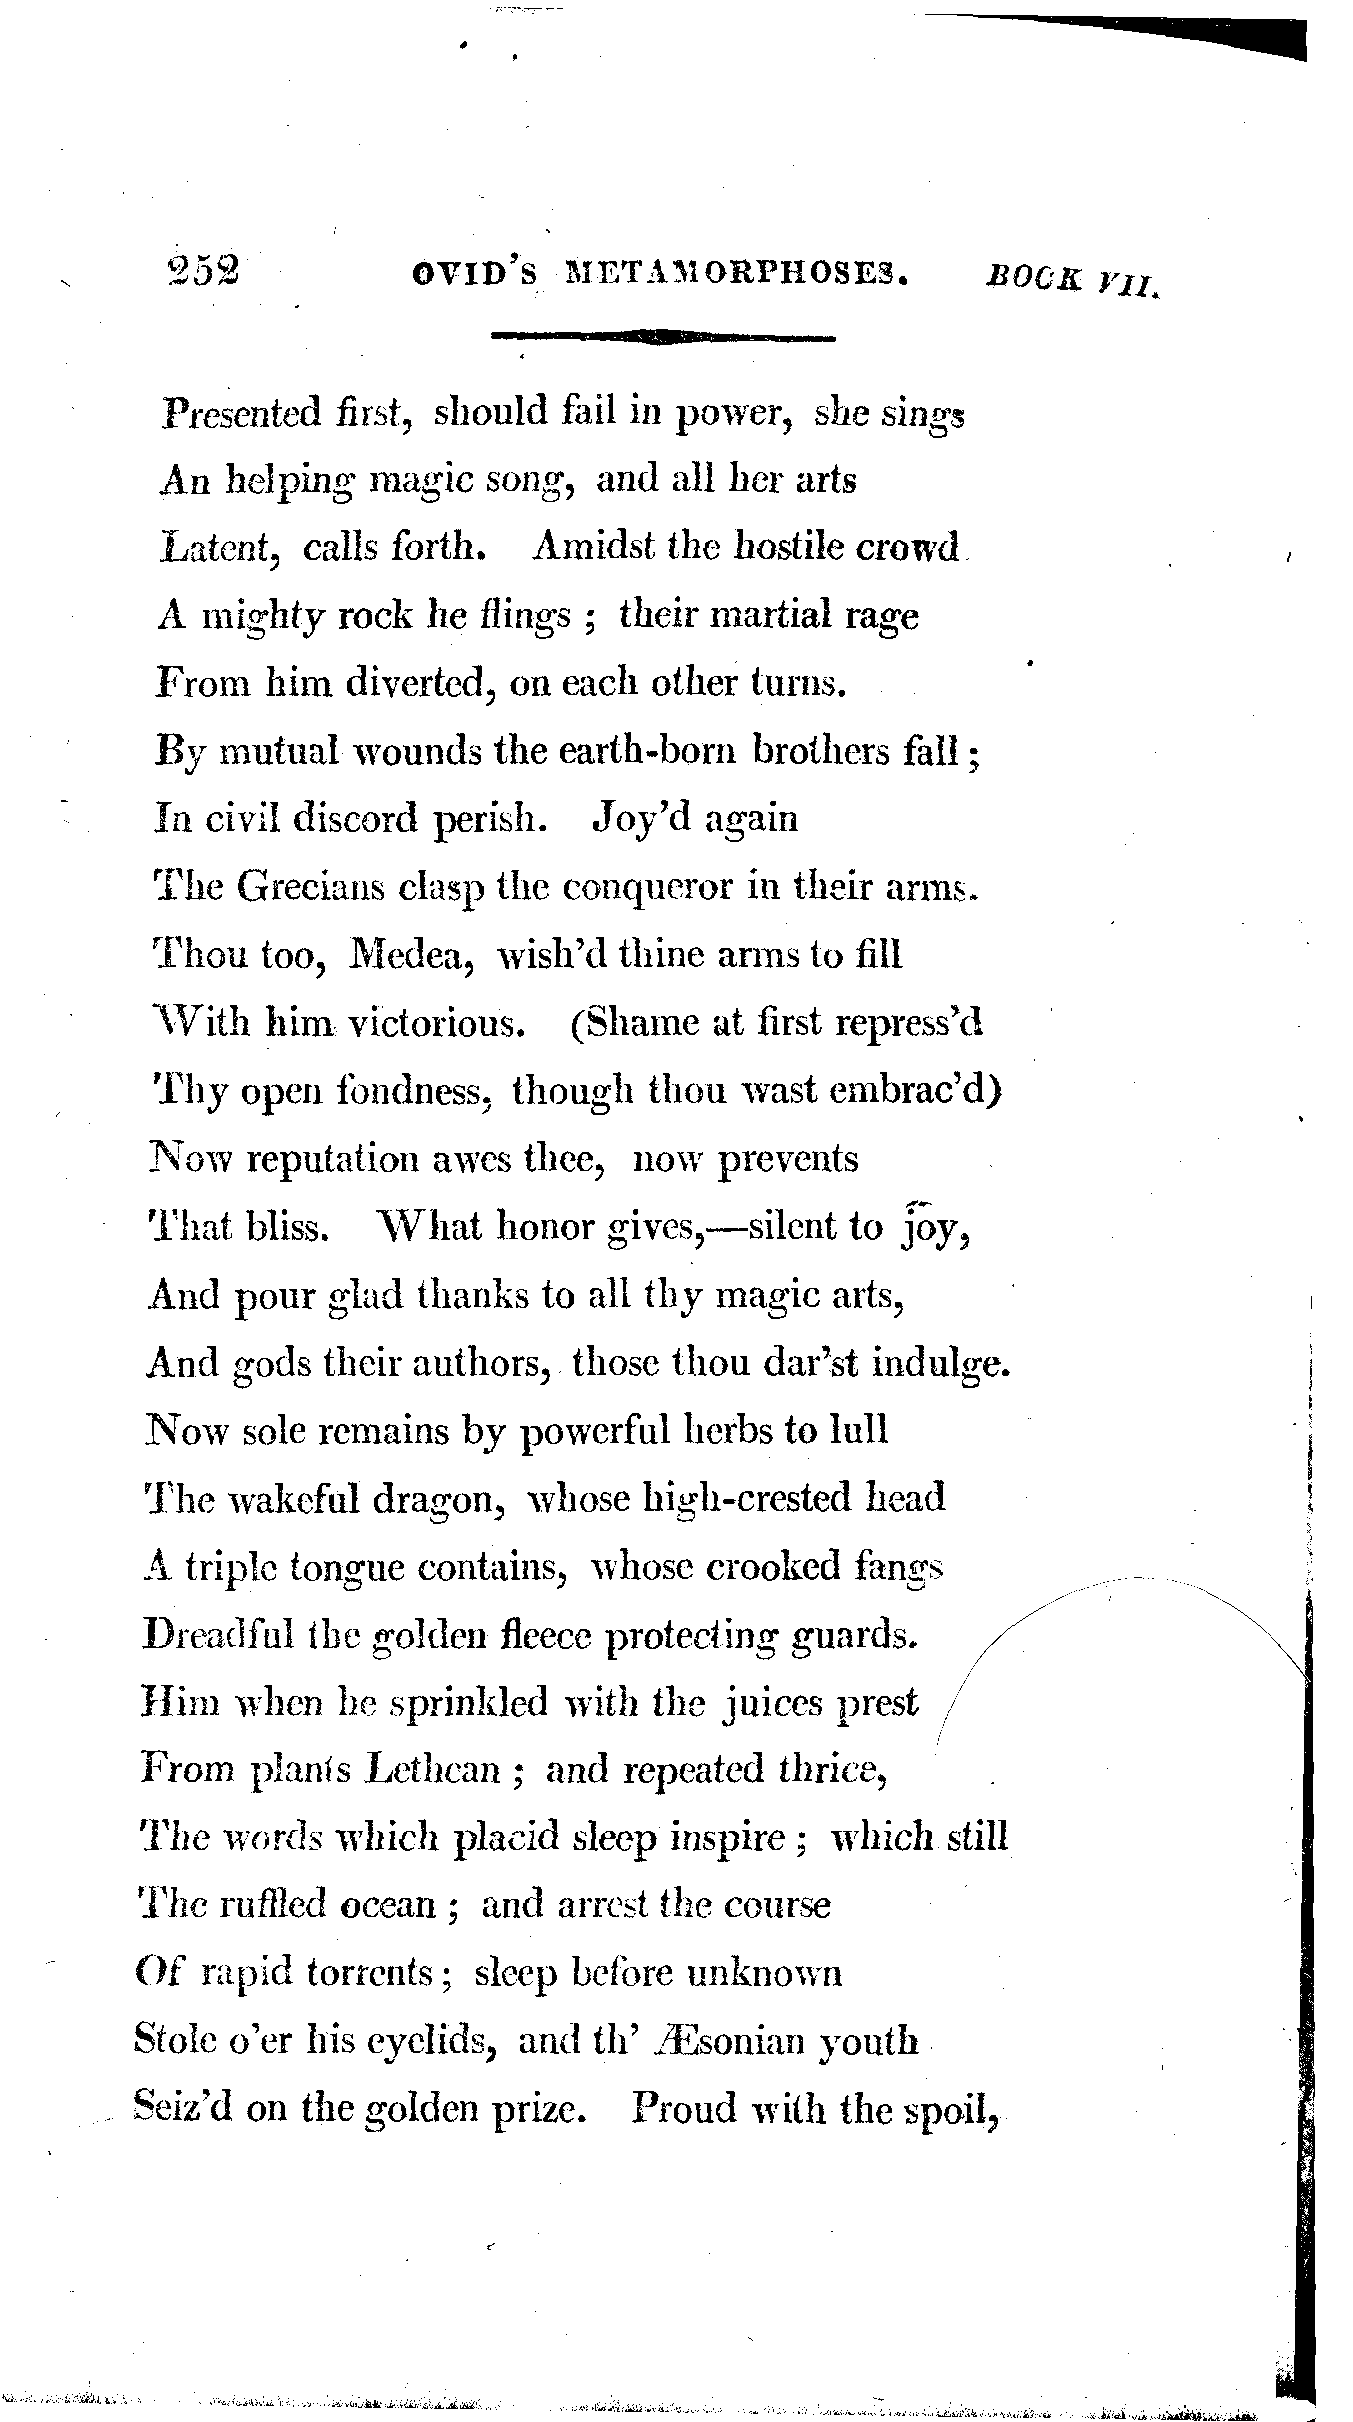 252 OVID'S METAMORPHOSES. BOOK VII.
Presented first, should fail in power, she sings
An helping magic song, and all her arts
Latent, calls forth. Amidst the hostile crowd
A mighty rock he flings ; their martial rage
From him diverted, on each other turns.
By mutual wounds the earth-born brothers fall ;
In civil discord perish. Joy'd again
The Grecians clasp the conqueror in their arms.
Thou too, Medea, wish'd thine arms to fill
With him victorious. (Shame at first repress'd
Thy open fondness, though thou wast embrac'd)
Now reputation awes thee, now prevents
That bliss. What honor gives,—silent to joy,
And pour glad thanks to all thy magic arts,
And gods their authors, those thou dar'st indulge.
Now sole remains by powerful herbs to lull
The wakeful dragon, whose high-crested head
A triple tongue contains, whose crooked fangs
Dreadful the golden fleece protecting guards.
Him when he sprinkled with the juices prest
From plants Lethean ; and repeated thrice,
The words which placid sleep inspire ; which still
The ruffled ocean ; and arrest the course
Of rapid torrents ; sleep before unknown
Stole o'er his eyelids, and th' Æsonian youth
Seiz'd on the golden prize. Proud with the spoil,